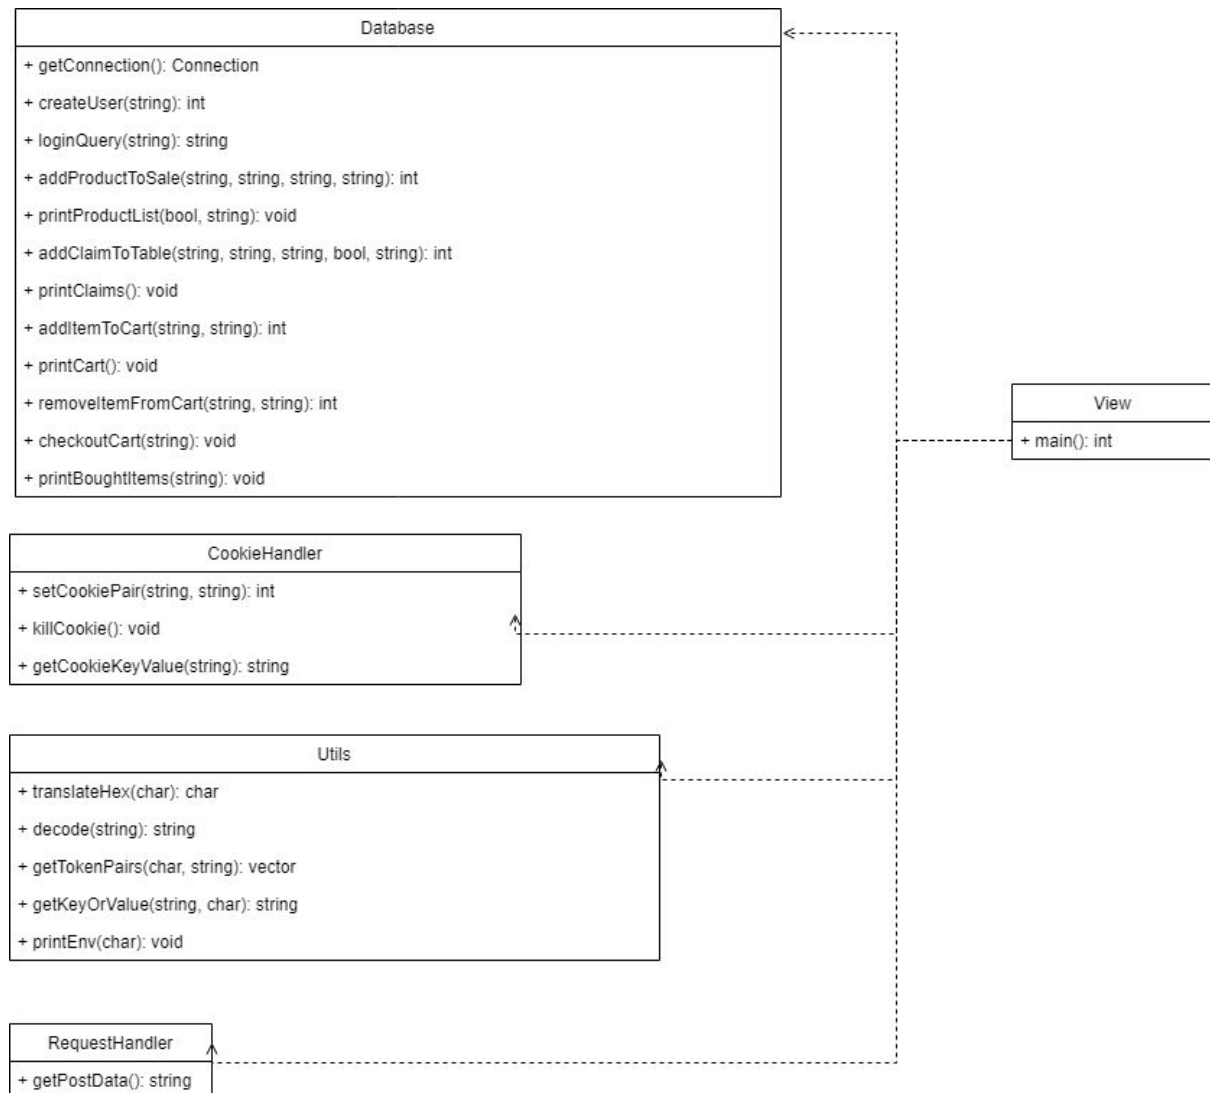 Database
+ getConnection(): Connection
+ createUser(string): int
+ loginQuery(string): string
+ addProductToSale(string, string, string, string): int
+ printProductList(bool, string): void
+ addClaimToTable(string, string, string, bool, string): int
+ printClaims(): void
+ addItemToCart(string, string): int
+ printCart(): void
+ removeItemFromCart(string, string): int
+ checkoutCart(string): void
+ printBoughtItems(string): void
View
+ main(): int
CookieHandler
+ setCookiePair(string, string): int
+ killCookie(): void
+ getCookieKeyValue(string): string
Utils
+ translateHex(char): char
+ decode(string): string
+ getTokenPairs(char, string): vector
+ getKeyOrValue(string, char): string
+ printEnv(char): void
RequestHandler
+ getPostData(): string